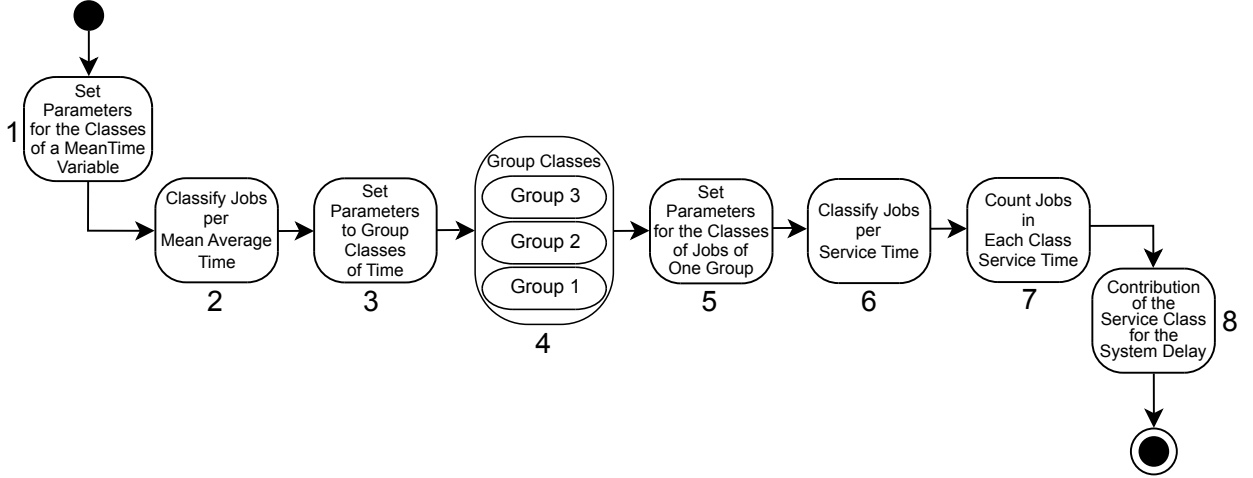 1
Set
Parameters
for the Classes
of a MeanTime
Variable
Classify Jobs
per
Mean Average
Time
2
Set
Parameters
to Group
Classes
of Time
3
Group Classes
Group 3
Group 2
Group 1
4
Set
Parameters
for the Classes
of Jobs of
One Group
5
Classify Jobs
per
Service Time
6
Count Jobs
in
Each Class
Service Time
7
Contribution
of the
Service Class
for the
System Delay
8